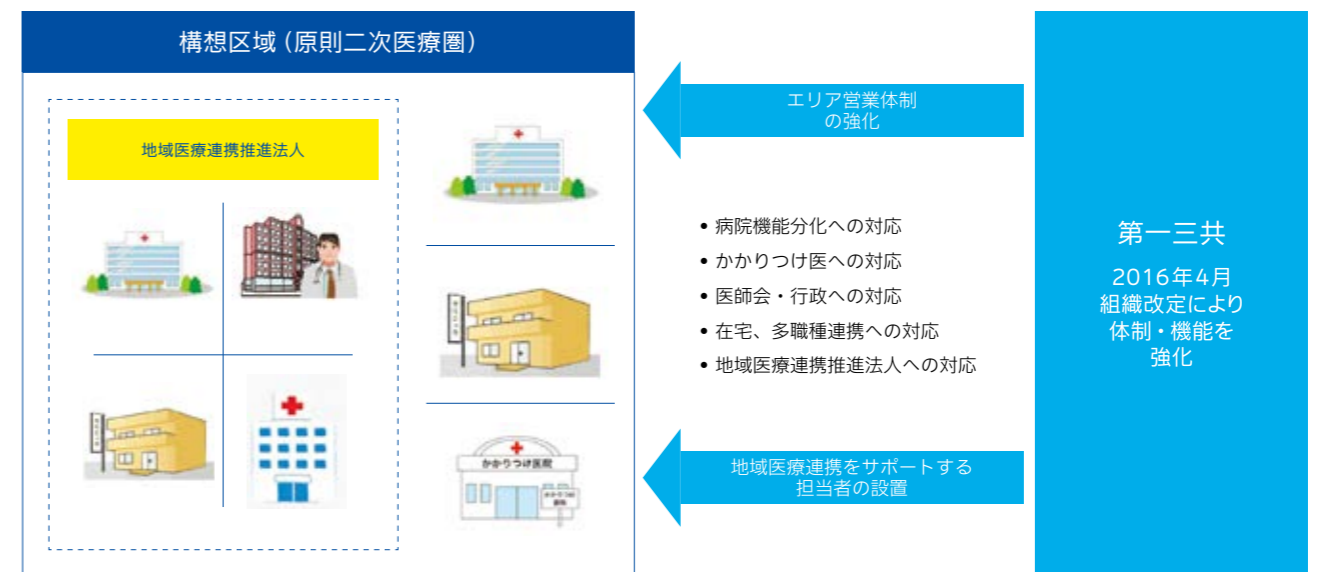 構想区域（原則二次医療圏）
地域医療連携推進法人
かかりつけ医院
エリア営業体制
の強化
• 病院機能分化への対応
• かかりつけ医への対応
• 医師会・行政への対応
• 在宅、多職種連携への対応
• 地域医療連携推進法人への対応
地域医療連携をサポートする
担当者の設置
第一三共
2016年4月
組織改定により
体制・機能を
強化